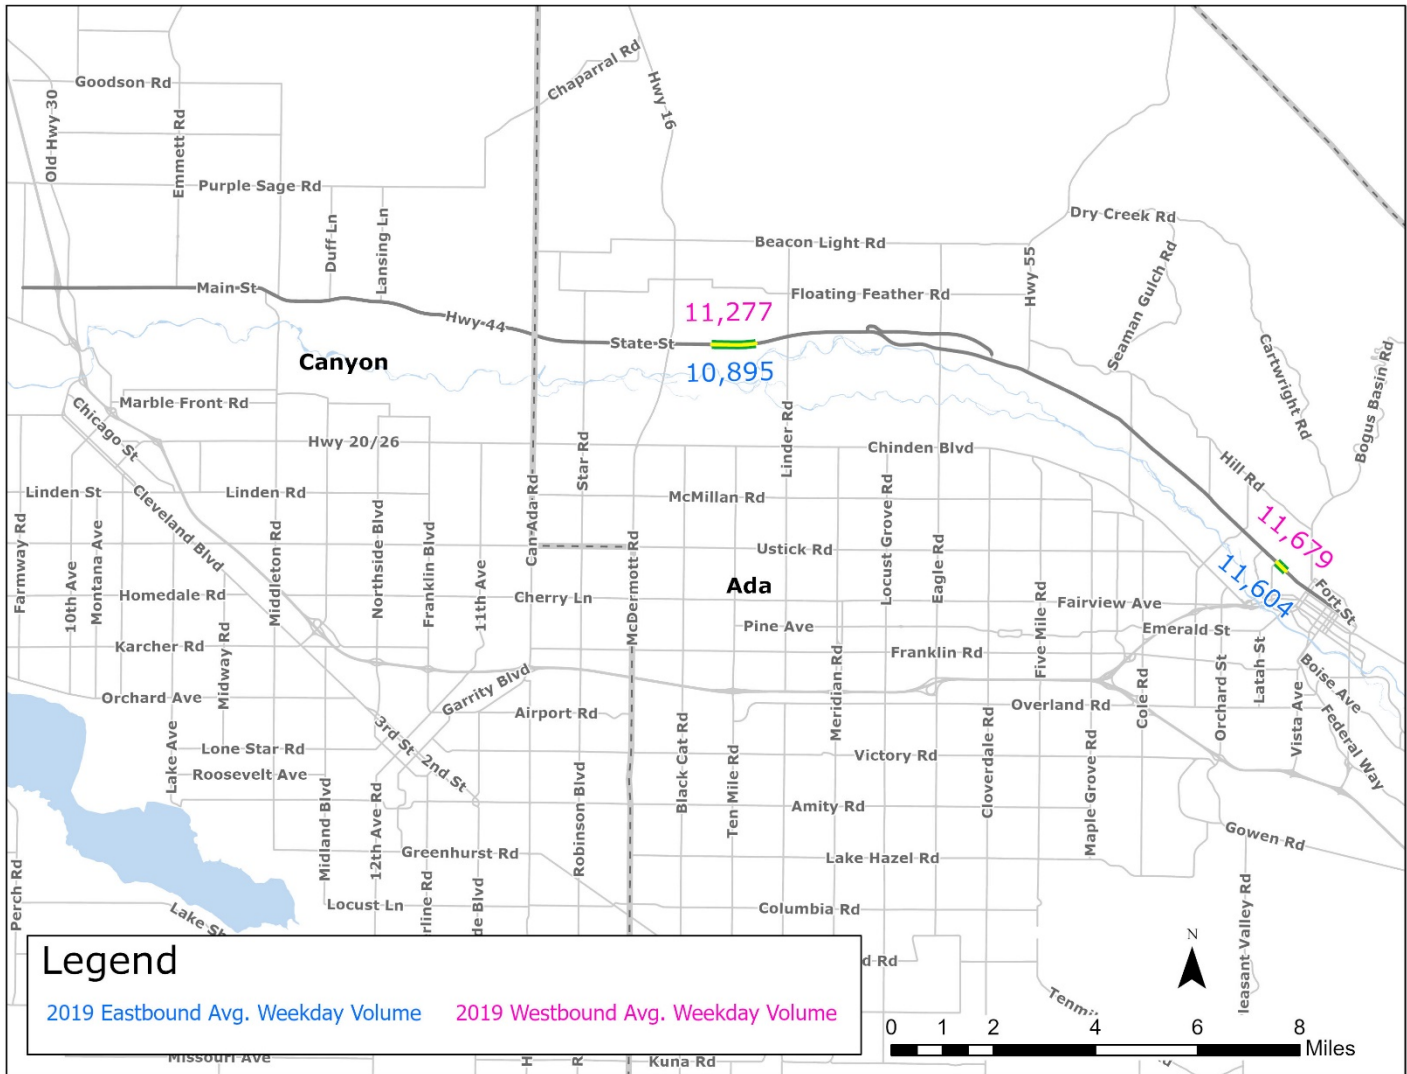 Goodson Rd
Old Hwy 30
Emmett Rd
Chaparral Rd
Hwy 16
Purple Sage Rd
Duff Ln
Lansing Ln
Dry Creek Rd
Beacon Light Rd
Hwy 55
Seaman Gulch Rd
Main St
Floating Feather Rd
11,277
Hwy 44
State St
Cartwright Rd
Bogus Basin Rd
Canyon
10,895
Marble Front Rd
Chicago St
Hwy 20/26
Star Rd
Linder Rd
Chinden Blvd
Hill Rd
Linden St
Cleveland Blvd
Linden Rd
Can-Ada Rd
McMillan Rd
Locust Grove Rd
11,679
Farmway Rd
10th Ave
Montana Ave
Middleton Rd
Northside Blvd
Franklin Blvd
11th Ave
McDermott Rd
Ustick Rd
Eagle Rd
11,604
Ada
Homedale Rd
Cherry Ln
Five Mile Rd
Fairview Ave
Fort St
Pine Ave
Emerald St
Karcher Rd
Midway Rd
Franklin Rd
Meridian Rd
Orchard St
Latah St
Boise Ave
Orchard Ave
Garrity Blvd
Airport Rd
Overland Rd
Cole Rd
Vista Ave
Federal Way
Lake Ave
3rd St
2nd St
Lone Star Rd
Roosevelt Ave
Victory Rd
Black Cat Rd
Ten Mile Rd
Cloverdale Rd
Maple Grove Rd
Midland Blvd
12th Ave Rd
Robinson Blvd
Amity Rd
Gowen Rd
Greenhurst Rd
Lake Hazel Rd
Perch Rd
Locust Ln
rline Rd
de Blvd
Columbia Rd
leasant Valley Rd
Lake Sh
d Rd
N
Tenmi
Legend
2019 Eastbound Avg. Weekday Volume
2019 Westbound Avg. Weekday Volume
0 1 2 4 6 8
Miles
Missouri Ave
H
R
Kuna Rd